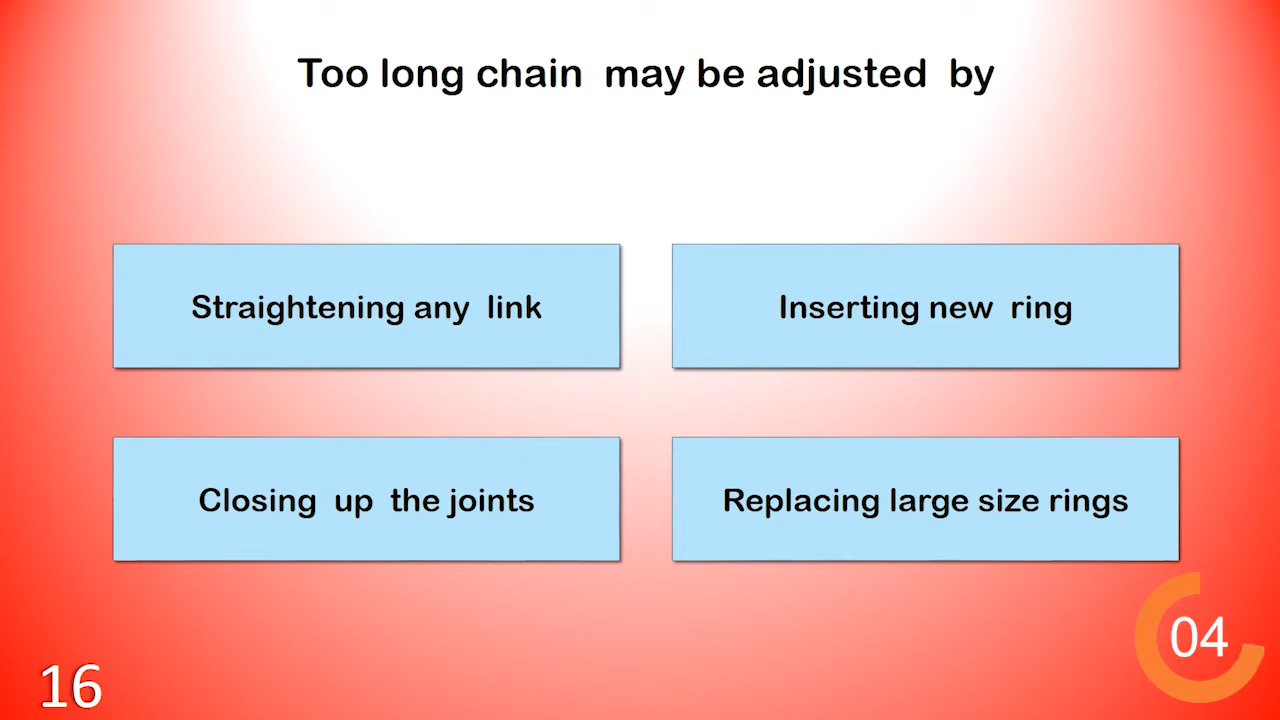 Too long chain may be adjusted by
Straightening any link
Inserting new ring
Closing up the joints
Replacing large size rings
04
16